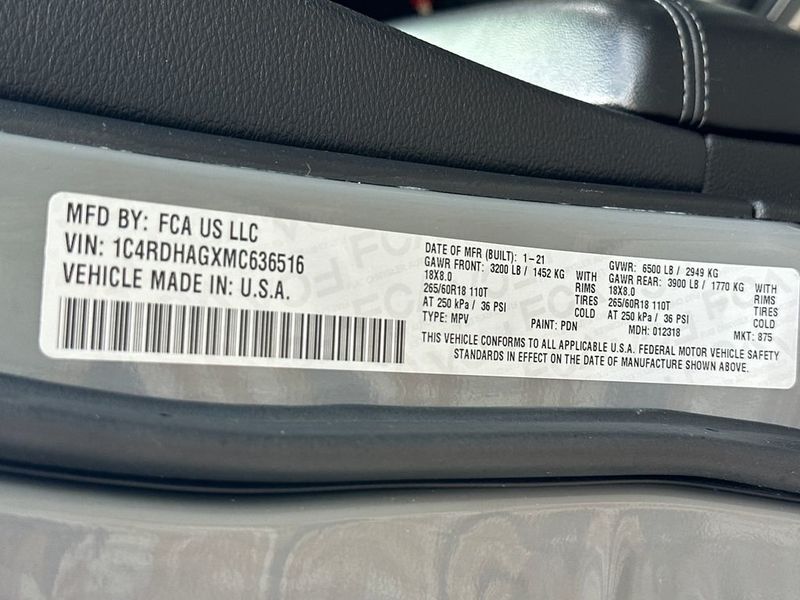 MFD BY: FCA US LLC
VIN: 1C4RDHAGXMC636516
VEHICLE MADE IN: U.S.A.
DATE OF MFR (BUILT): 1-21
GAWR FRONT: 3200 LB / 1452 KG WITH
18X8.0 RIMS
265/60R18 110T TIRES
AT 250 kPa / 36 PSI COLD
TYPE: MPV PAINT: PDN
GVWR: 6500 LB / 2949 KG
GAWR REAR: 3900 LB / 1770 KG WITH
18X8.0 RIMS
265/60R18 110T TIRES
AT 250 kPa / 36 PSI COLD
MDH: 012318 MKT: 875
THIS VEHICLE CONFORMS TO ALL APPLICABLE U.S.A. FEDERAL MOTOR VEHICLE SAFETY
STANDARDS IN EFFECT ON THE DATE OF MANUFACTURE SHOWN ABOVE.